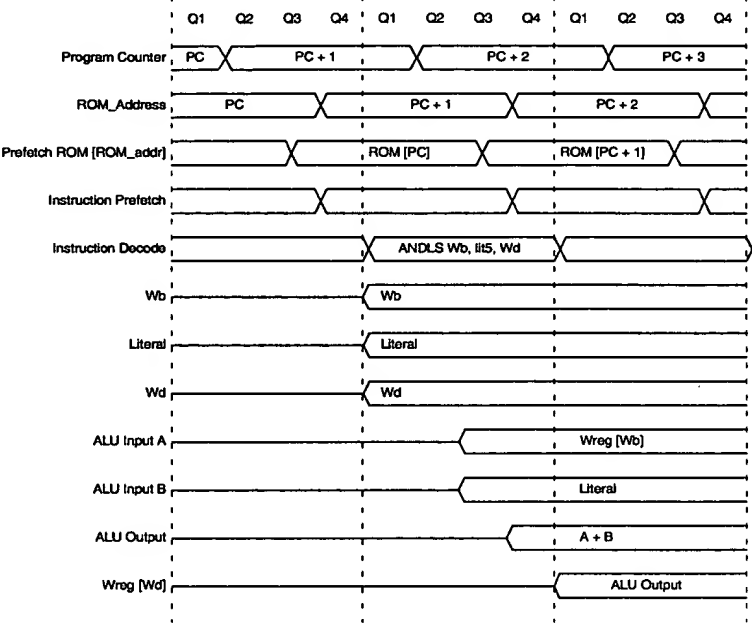 Q1 Q2 Q3 Q4 Q1 Q2 Q3 Q4 Q1 Q2 Q3 Q4
Program Counter PC PC + 1 PC + 2 PC + 3
ROM_Address PC PC + 1 PC + 2
Prefetch ROM [ROM_addr] ROM [PC] ROM [PC + 1]
Instruction Prefetch
Instruction Decode ANDLS Wb, lit5, Wd
Wb Wb
Literal Literal
Wd Wd
ALU Input A Wreg [Wb]
ALU Input B Literal
ALU Output A + B
Wreg [Wd] ALU Output